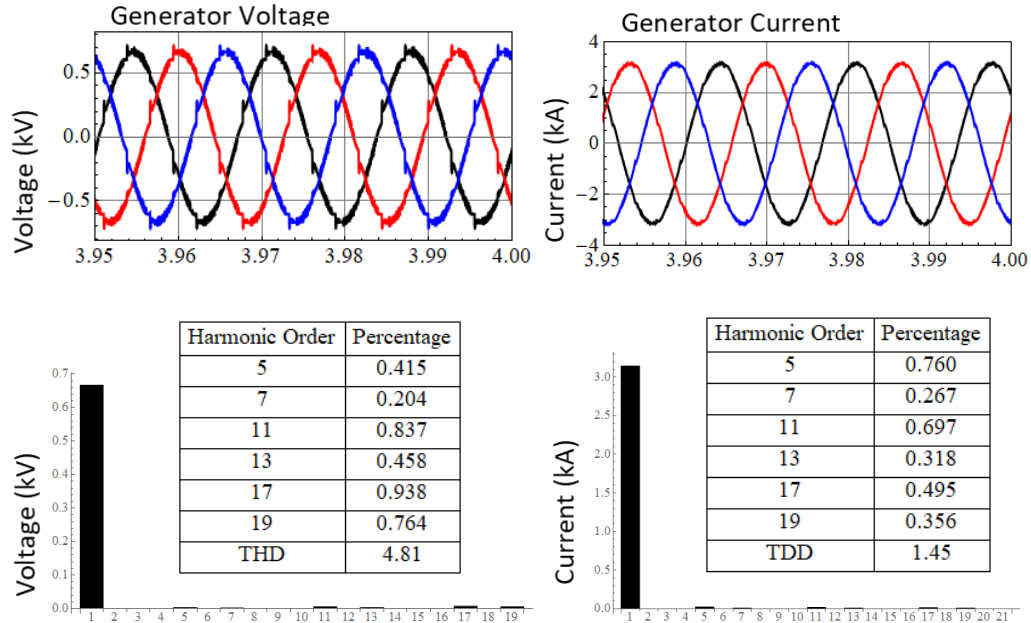 Generator Voltage
Voltage (kV)
0.5
0.0
−0.5
3.95 3.96 3.97 3.98 3.99 4.00
Generator Current
Current (kA)
4
2
0
−2
−4
3.95 3.96 3.97 3.98 3.99 4.00
Voltage (kV)
0.7
0.6
0.5
0.4
0.3
0.2
0.1
0.0
1 2 3 4 5 6 7 8 9 10 11 12 13 14 15 16 17 18 19
Harmonic Order Percentage
5 0.415
7 0.204
11 0.837
13 0.458
17 0.938
19 0.764
THD 4.81
Current (kA)
3.0
2.5
2.0
1.5
1.0
0.5
0.0
1 2 3 4 5 6 7 8 9 10 11 12 13 14 15 16 17 18 19 20 21
Harmonic Order Percentage
5 0.760
7 0.267
11 0.697
13 0.318
17 0.495
19 0.356
TDD 1.45